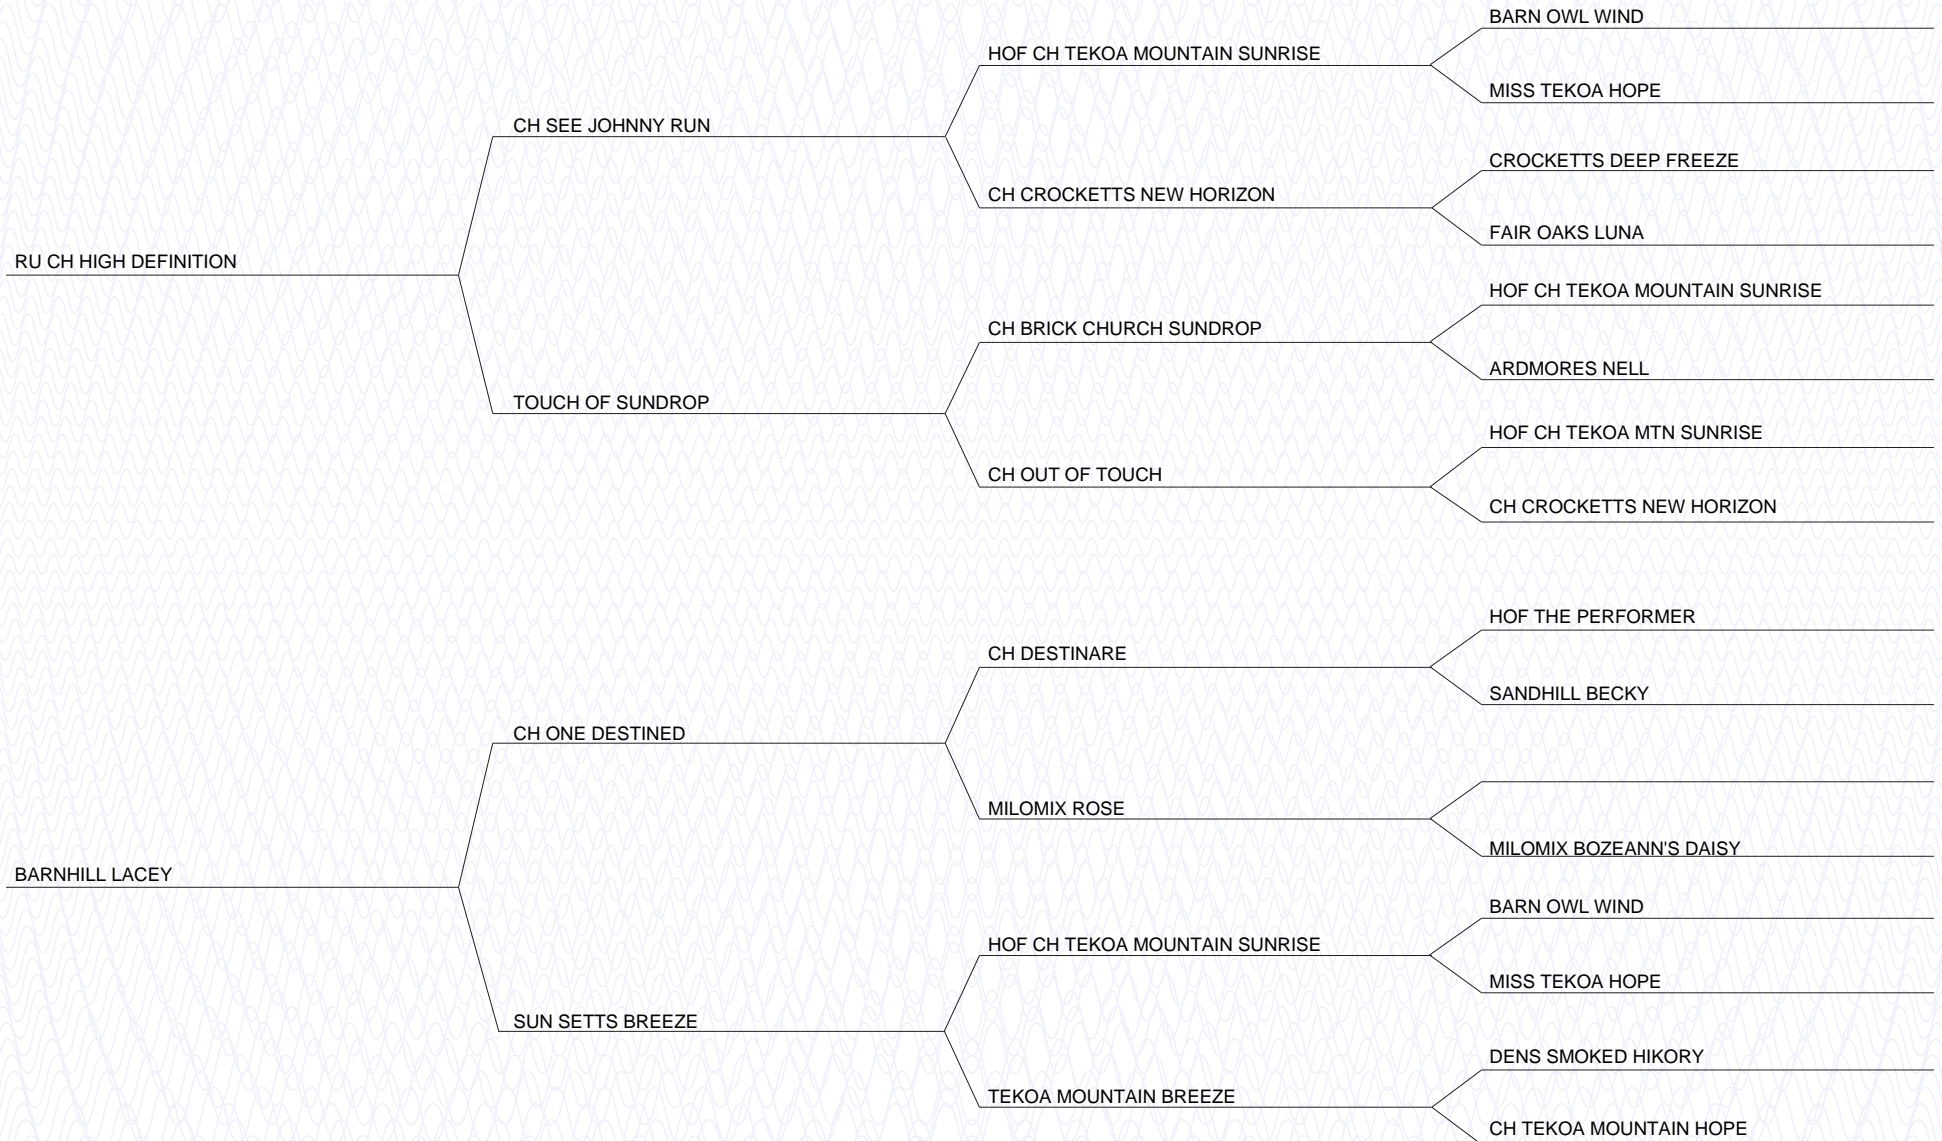 BARN OWL WIND
HOF CH TEKOA MOUNTAIN SUNRISE
MISS TEKOA HOPE
CH SEE JOHNNY RUN
CROCKETTS DEEP FREEZE
CH CROCKETTS NEW HORIZON
FAIR OAKS LUNA
RU CH HIGH DEFINITION
HOF CH TEKOA MOUNTAIN SUNRISE
CH BRICK CHURCH SUNDROP
ARDMORES NELL
TOUCH OF SUNDROP
HOF CH TEKOA MTN SUNRISE
CH OUT OF TOUCH
CH CROCKETTS NEW HORIZON
HOF THE PERFORMER
CH DESTINARE
SANDHILL BECKY
CH ONE DESTINED
MILOMIX ROSE
MILOMIX BOZEANN'S DAISY
BARNHILL LACEY
BARN OWL WIND
HOF CH TEKOA MOUNTAIN SUNRISE
MISS TEKOA HOPE
SUN SETTS BREEZE
DENS SMOKED HIKORY
TEKOA MOUNTAIN BREEZE
CH TEKOA MOUNTAIN HOPE